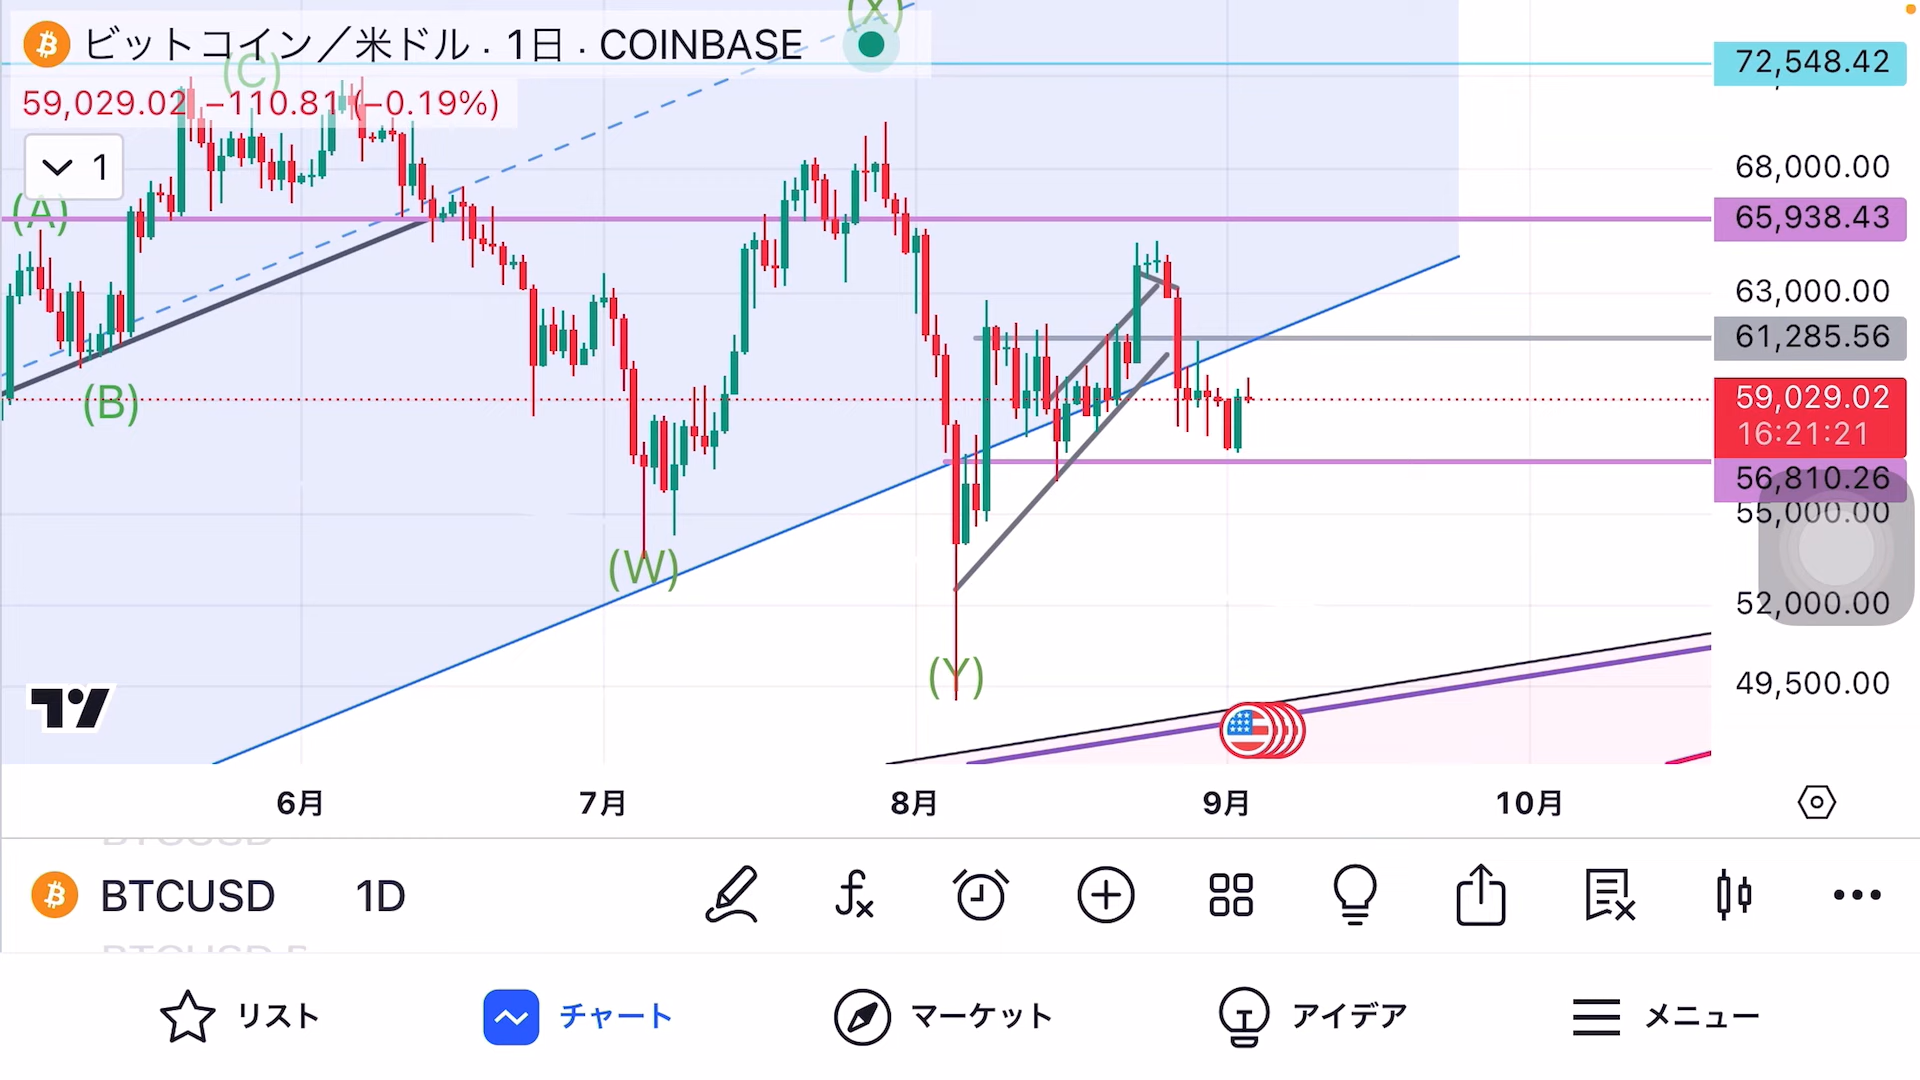 (X)
ビットコイン／米ドル · 1日 · COINBASE
(C)
59,029.02 −110.81 (−0.19%)
1
(A)
(B)
(W)
(Y)
72,548.42
68,000.00
65,938.43
63,000.00
61,285.56
59,029.02
16:21:21
56,810.26
55,000.00
52,000.00
49,500.00
6月 7月 8月 9月 10月
BTCUSD 1D
リスト チャート マーケット アイデア メニュー